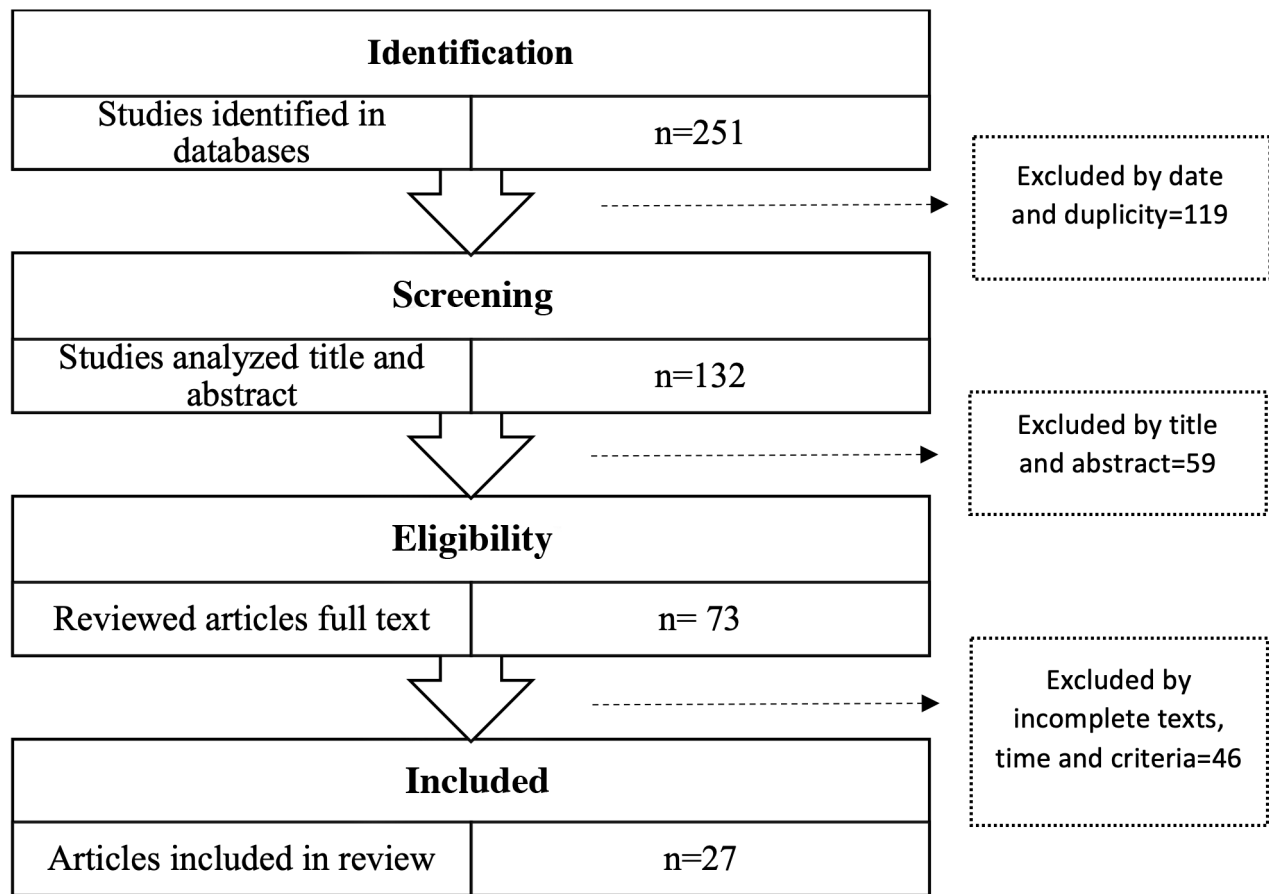 Identification
Studies identified in
databases
n=251
Excluded by date
and duplicity=119
Screening
Studies analyzed title and
abstract
n=132
Excluded by title
and abstract=59
Eligibility
Reviewed articles full text
n= 73
Excluded by
incomplete texts,
time and criteria=46
Included
Articles included in review
n=27